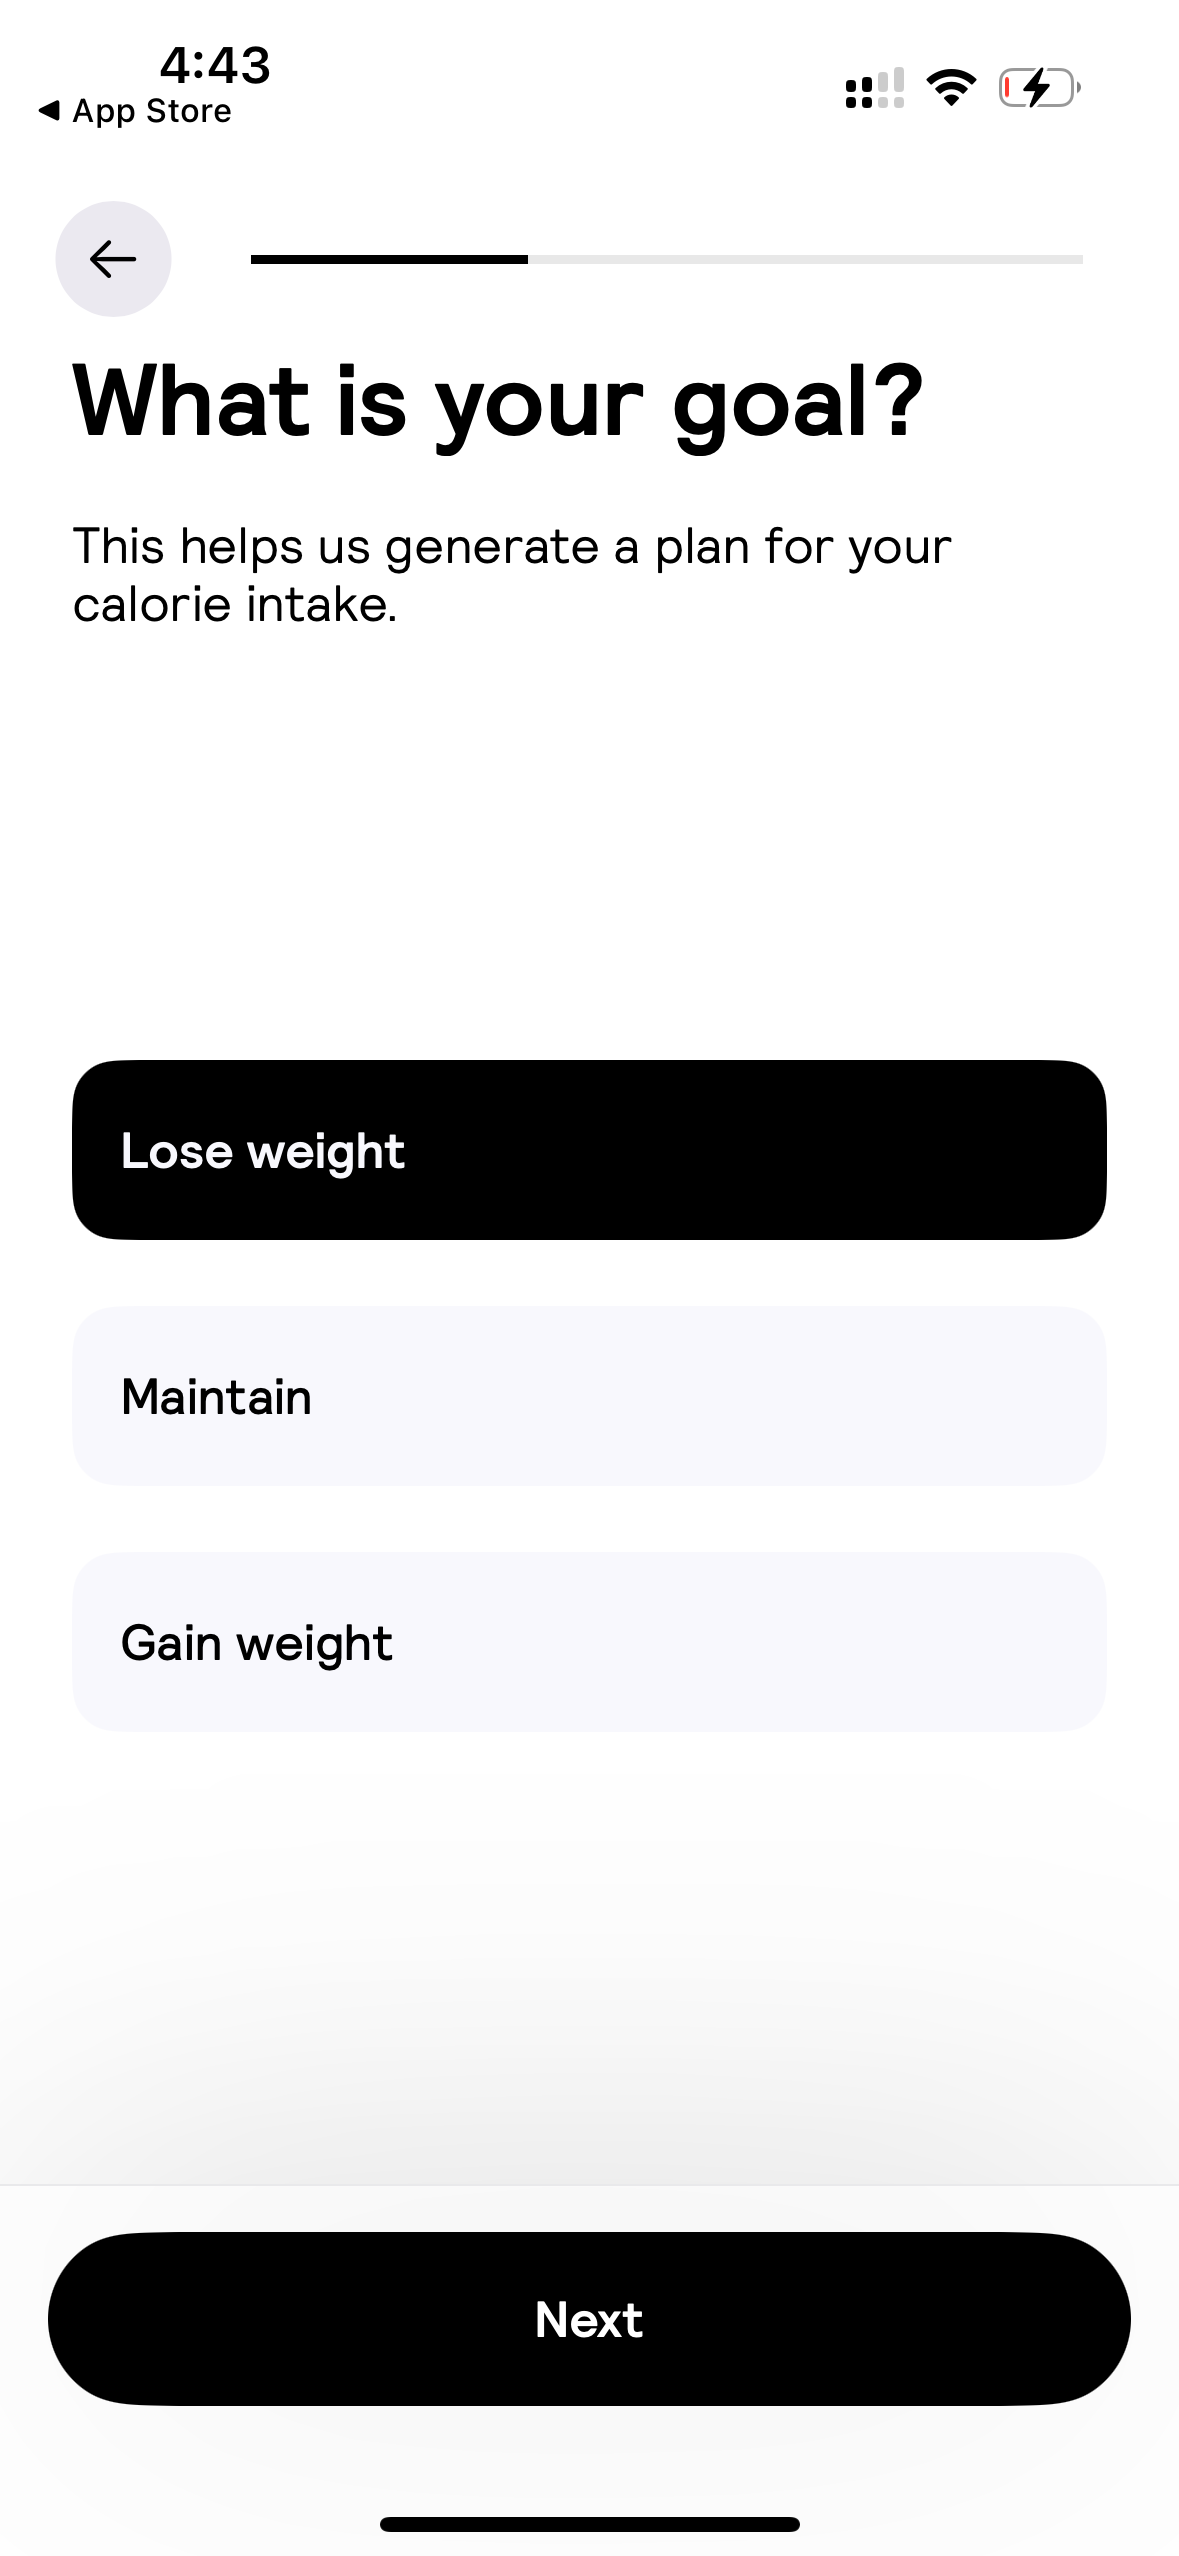 4:43
App Store
What is your goal?
This helps us generate a plan for your
calorie intake.
Lose weight
Maintain
Gain weight
Next